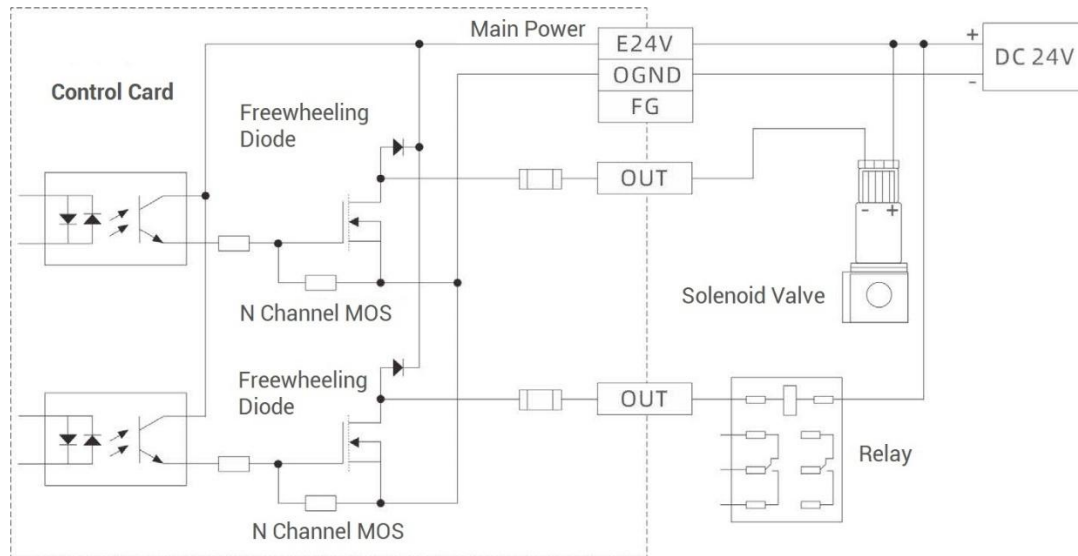 Main Power
E24V
+
DC 24V
OGND
-
Control Card
FG
Freewheeling
Diode
OUT
- +
Solenoid Valve
N Channel MOS
Freewheeling
Diode
OUT
Relay
N Channel MOS